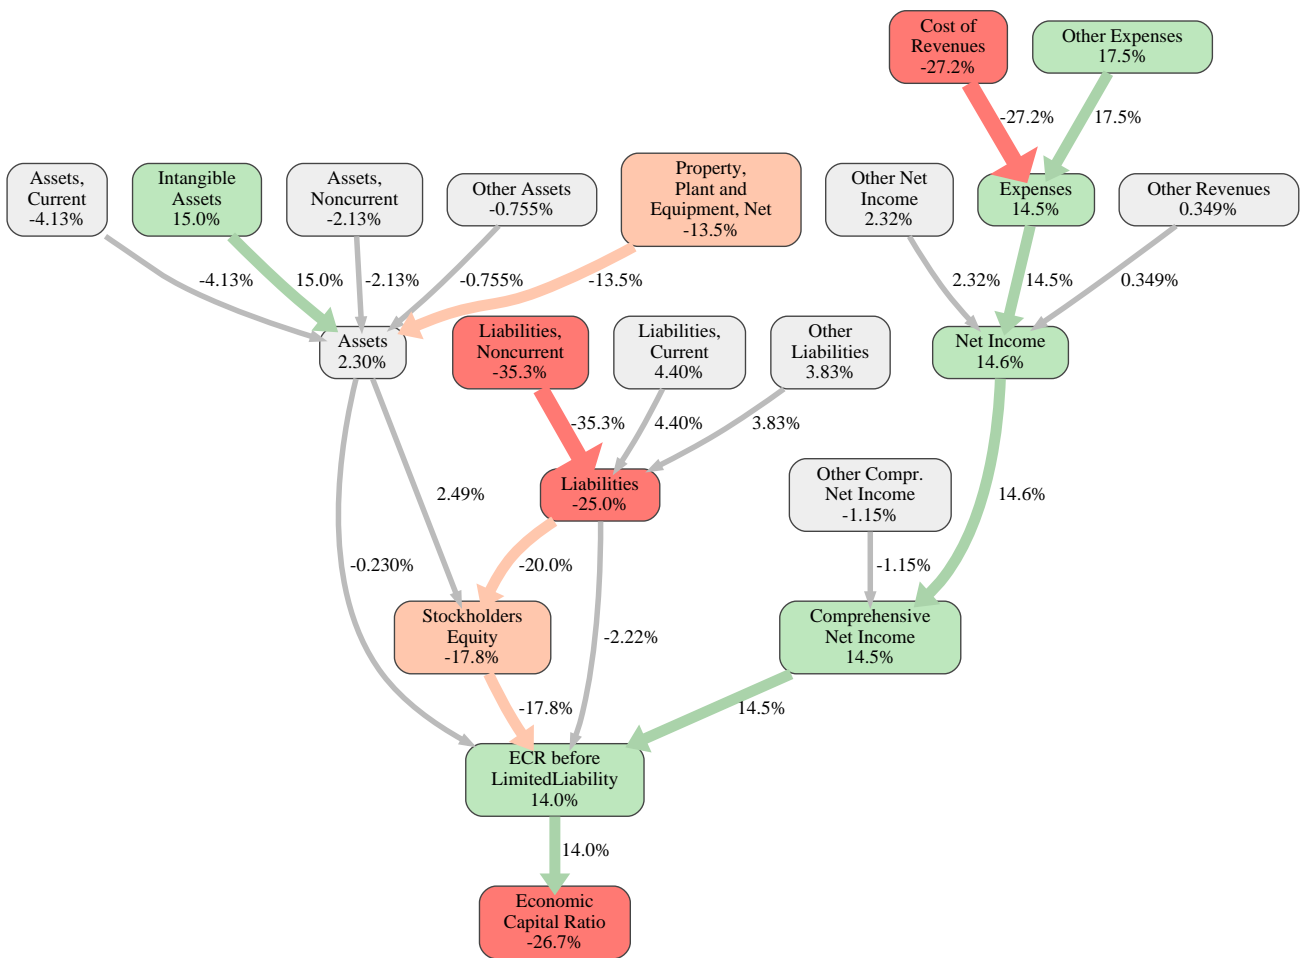 Cost of
Revenues
-27.2%
Other Expenses
17.5%
-27.2%
17.5%
Assets,
Current
-4.13%
Intangible
Assets
15.0%
Assets,
Noncurrent
-2.13%
Other Assets
-0.755%
Property,
Plant and
Equipment, Net
-13.5%
Other Net
Income
2.32%
Expenses
14.5%
Other Revenues
0.349%
-4.13%
15.0%
-2.13%
-0.755%
-13.5%
2.32%
14.5%
0.349%
Assets
2.30%
Liabilities,
Noncurrent
-35.3%
Liabilities,
Current
4.40%
Other
Liabilities
3.83%
Net Income
14.6%
-35.3%
4.40%
3.83%
Liabilities
-25.0%
Other Compr.
Net Income
-1.15%
2.49%
14.6%
-0.230%
-20.0%
-1.15%
Stockholders
Equity
-17.8%
-2.22%
Comprehensive
Net Income
14.5%
-17.8%
14.5%
ECR before
LimitedLiability
14.0%
14.0%
Economic
Capital Ratio
-26.7%